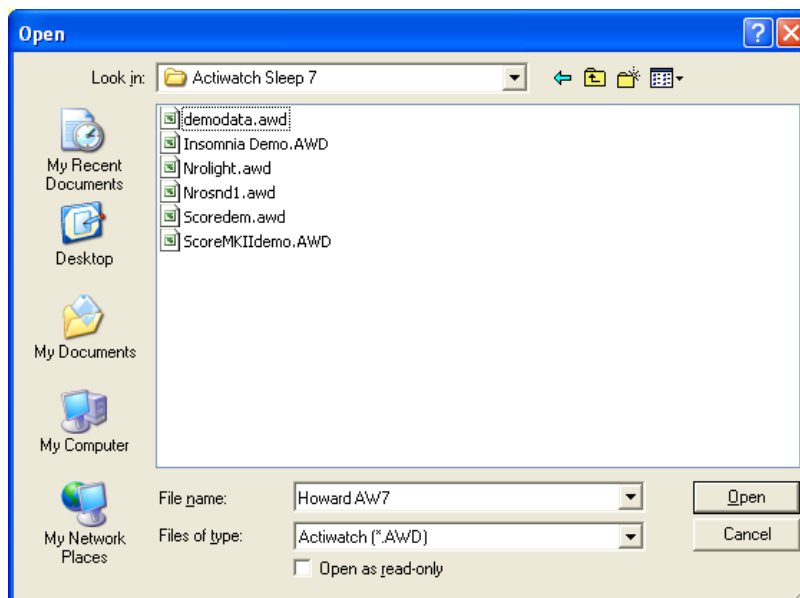 Open
Look in:
Actiwatch Sleep 7
My Recent
Documents
Desktop
My Documents
My Computer
My Network
Places
demodata.awd
Insomnia Demo.AWD
Nrolight.awd
Nrosnd1.awd
Scoredem.awd
ScoreMKIIdemo.AWD
File name:
Howard AW7
Open
Files of type:
Actiwatch (*.AWD)
Cancel
Open as read-only